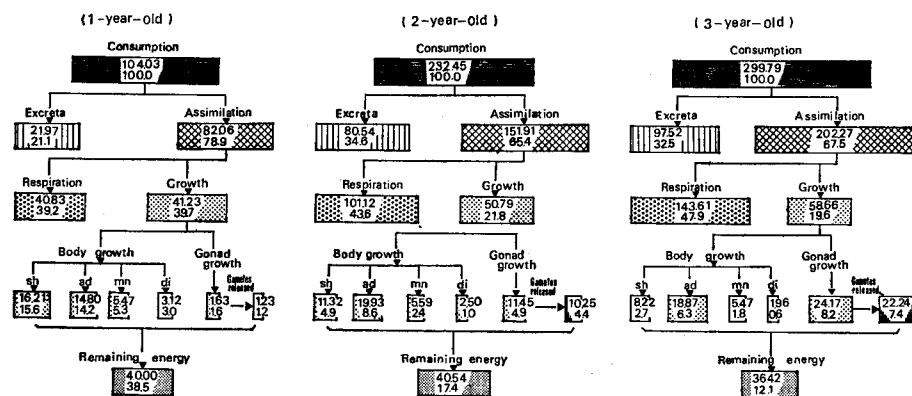 (1-year-old)
Consumption
104.03
100.0
Excreta
21.97
21.1
Assimilation
82.06
78.9
Respiration
40.83
39.2
Growth
41.23
39.7
Body growth
Gonad
growth
sh
ad
mn
di
Gametes
released
16.21
15.6
14.80
14.2
5.47
5.3
3.12
3.0
1.63
1.6
1.23
1.2
Remaining energy
40.00
38.5
(2-year-old)
Consumption
232.45
100.0
Excreta
80.54
34.6
Assimilation
151.91
65.4
Respiration
101.12
43.6
Growth
50.79
21.8
Body growth
Gonad
growth
sh
ad
mn
di
Gametes
released
11.32
4.9
19.93
8.6
5.59
2.4
2.50
1.0
11.45
4.9
10.25
4.4
Remaining energy
40.54
17.4
(3-year-old)
Consumption
299.79
100.0
Excreta
97.52
32.5
Assimilation
202.27
67.5
Respiration
143.61
47.9
Growth
58.66
19.6
Body growth
Gonad
growth
sh
ad
mn
di
Gametes
released
8.22
2.7
18.87
6.3
5.47
1.8
1.96
0.6
24.17
8.2
22.24
7.4
Remaining energy
36.42
12.1